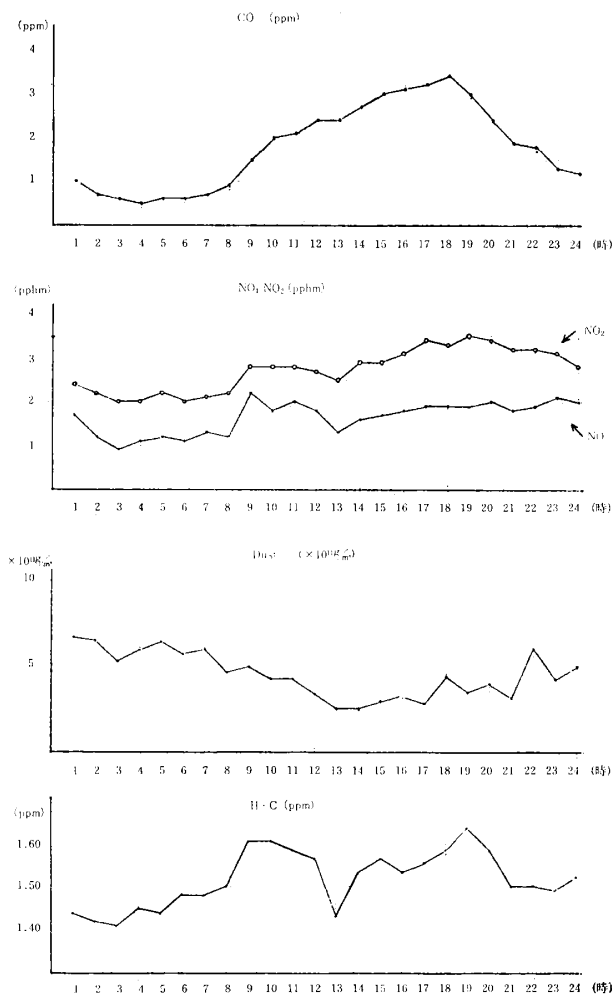 CO (ppm)
(ppm)
4
3
2
1
1 2 3 4 5 6 7 8 9 10 11 12 13 14 15 16 17 18 19 20 21 22 23 24 (時)
NO, NO₂ (pphm)
(pphm)
4
3
2
1
NO₂
NO
1 2 3 4 5 6 7 8 9 10 11 12 13 14 15 16 17 18 19 20 21 22 23 24 (時)
Dust
10
5
1 2 3 4 5 6 7 8 9 10 11 12 13 14 15 16 17 18 19 20 21 22 23 24 (時)
H·C (ppm)
(ppm)
1.60
1.50
1.40
1 2 3 4 5 6 7 8 9 10 11 12 13 14 15 16 17 18 19 20 21 22 23 24 (時)